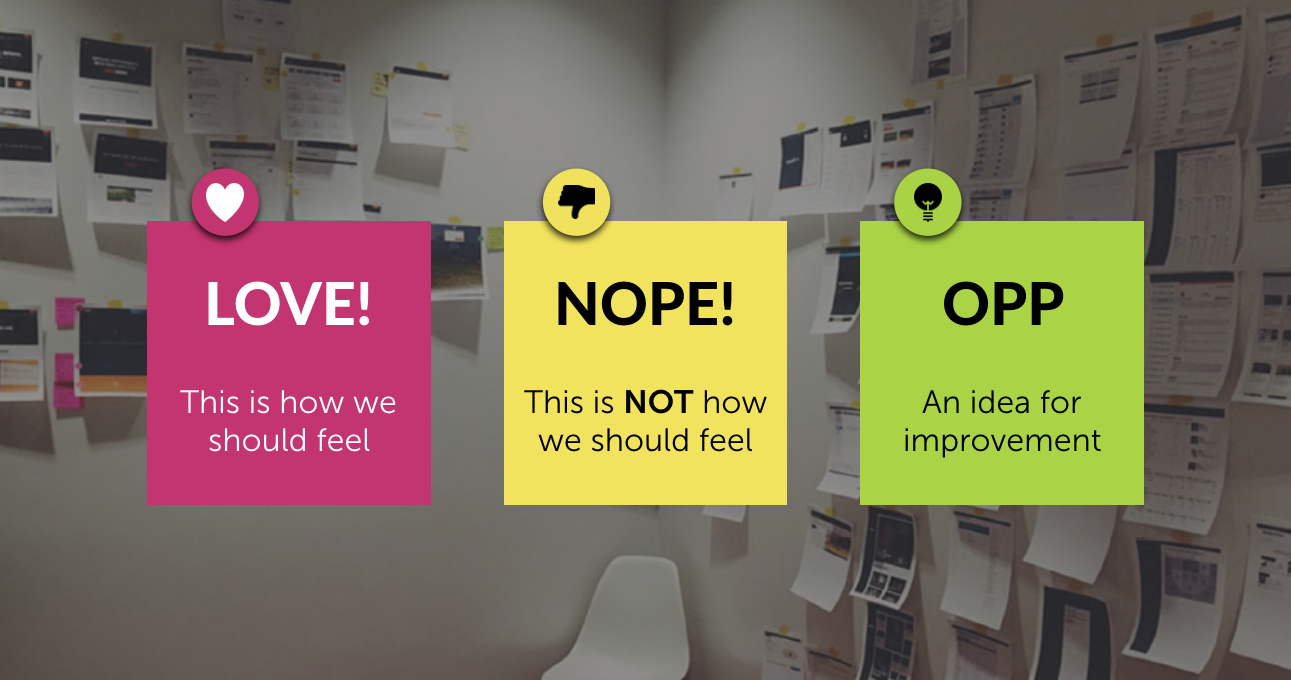 LOVE!
This is how we
should feel
NOPE!
This is NOT how
we should feel
OPP
An idea for
improvement